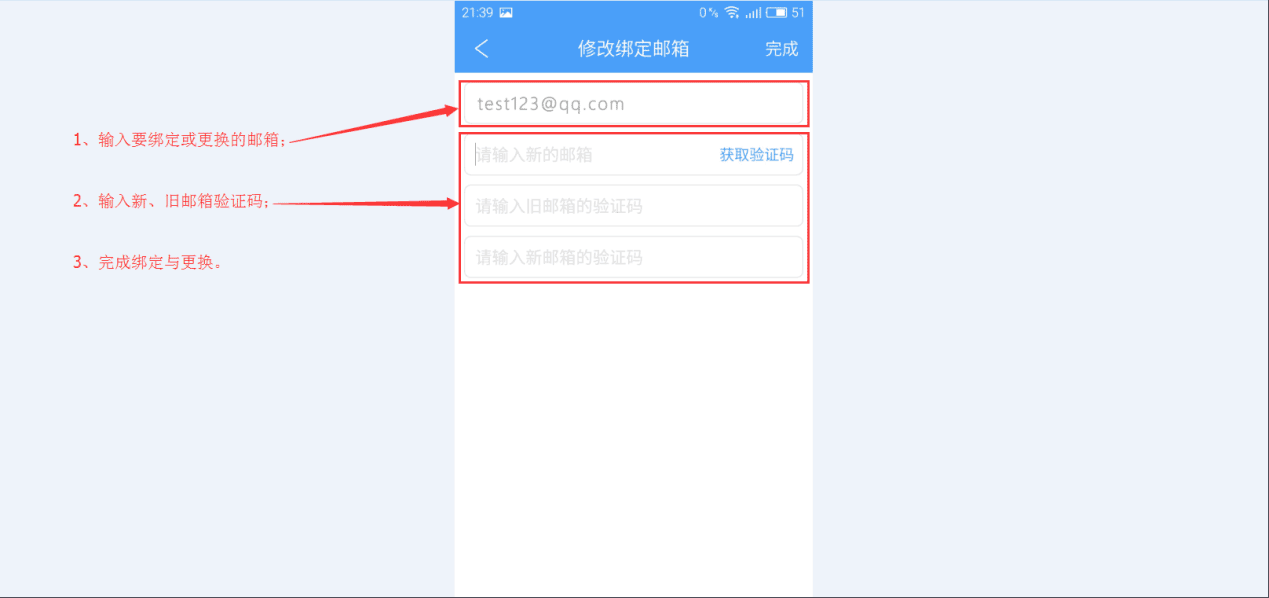 21:39 0% 51
修改绑定邮箱 完成
test123@qq.com
1、输入要绑定或更换的邮箱;
请输入新的邮箱 获取验证码
2、输入新、旧邮箱验证码;
请输入旧邮箱的验证码
3、完成绑定与更换。
请输入新邮箱的验证码